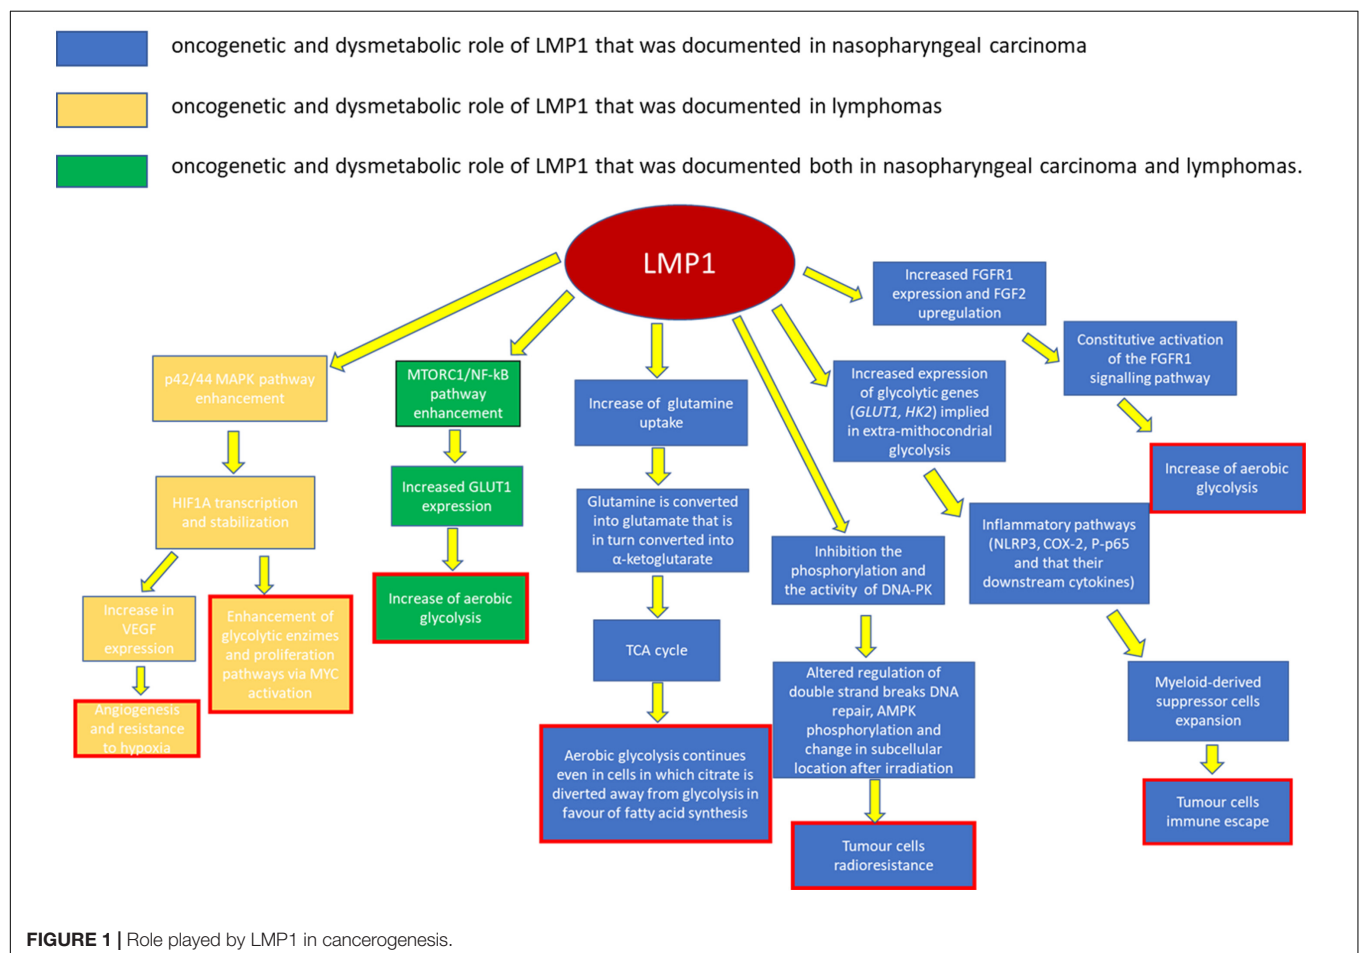 oncogenetic and dysmetabolic role of LMP1 that was documented in nasopharyngeal carcinoma
oncogenetic and dysmetabolic role of LMP1 that was documented in lymphomas
oncogenetic and dysmetabolic role of LMP1 that was documented both in nasopharyngeal carcinoma and lymphomas.
LMP1
p42/44 MAPK pathway
enhancement
HIF1A transcription
and stabilization
Increase in
VEGF
expression
Angiogenesis
and resistance
to hypoxia
Enhancement of
glycolytic enzimes
and proliferation
pathways via MYC
activation
MTORC1/NF-kB
pathway
enhancement
Increased GLUT1
expression
Increase of aerobic
glycolysis
Increase of glutamine
uptake
Glutamine is converted
into glutamate that is
in turn converted into
α-ketoglutarate
TCA cycle
Aerobic glycolysis continues
even in cells in which citrate is
diverted away from glycolysis in
favour of fatty acid synthesis
Inhibition the
phosphorylation and
the activity of DNA-PK
Altered regulation of
double strand breaks DNA
repair, AMPK
phosphorylation and
change in subcellular
location after irradiation
Tumour cells
radioresistance
Increased expression
of glycolytic genes
(GLUT1, HK2) implied
in extra-mithocondrial
glycolysis
Inflammatory pathways
(NLRP3, COX-2, P-p65
and that their
downstream cytokines)
Myeloid-derived
suppressor cells
expansion
Tumour cells
immune escape
Increased FGFR1
expression and FGF2
upregulation
Constitutive activation
of the FGFR1
signalling pathway
Increase of aerobic
glycolysis
FIGURE 1 | Role played by LMP1 in cancerogenesis.